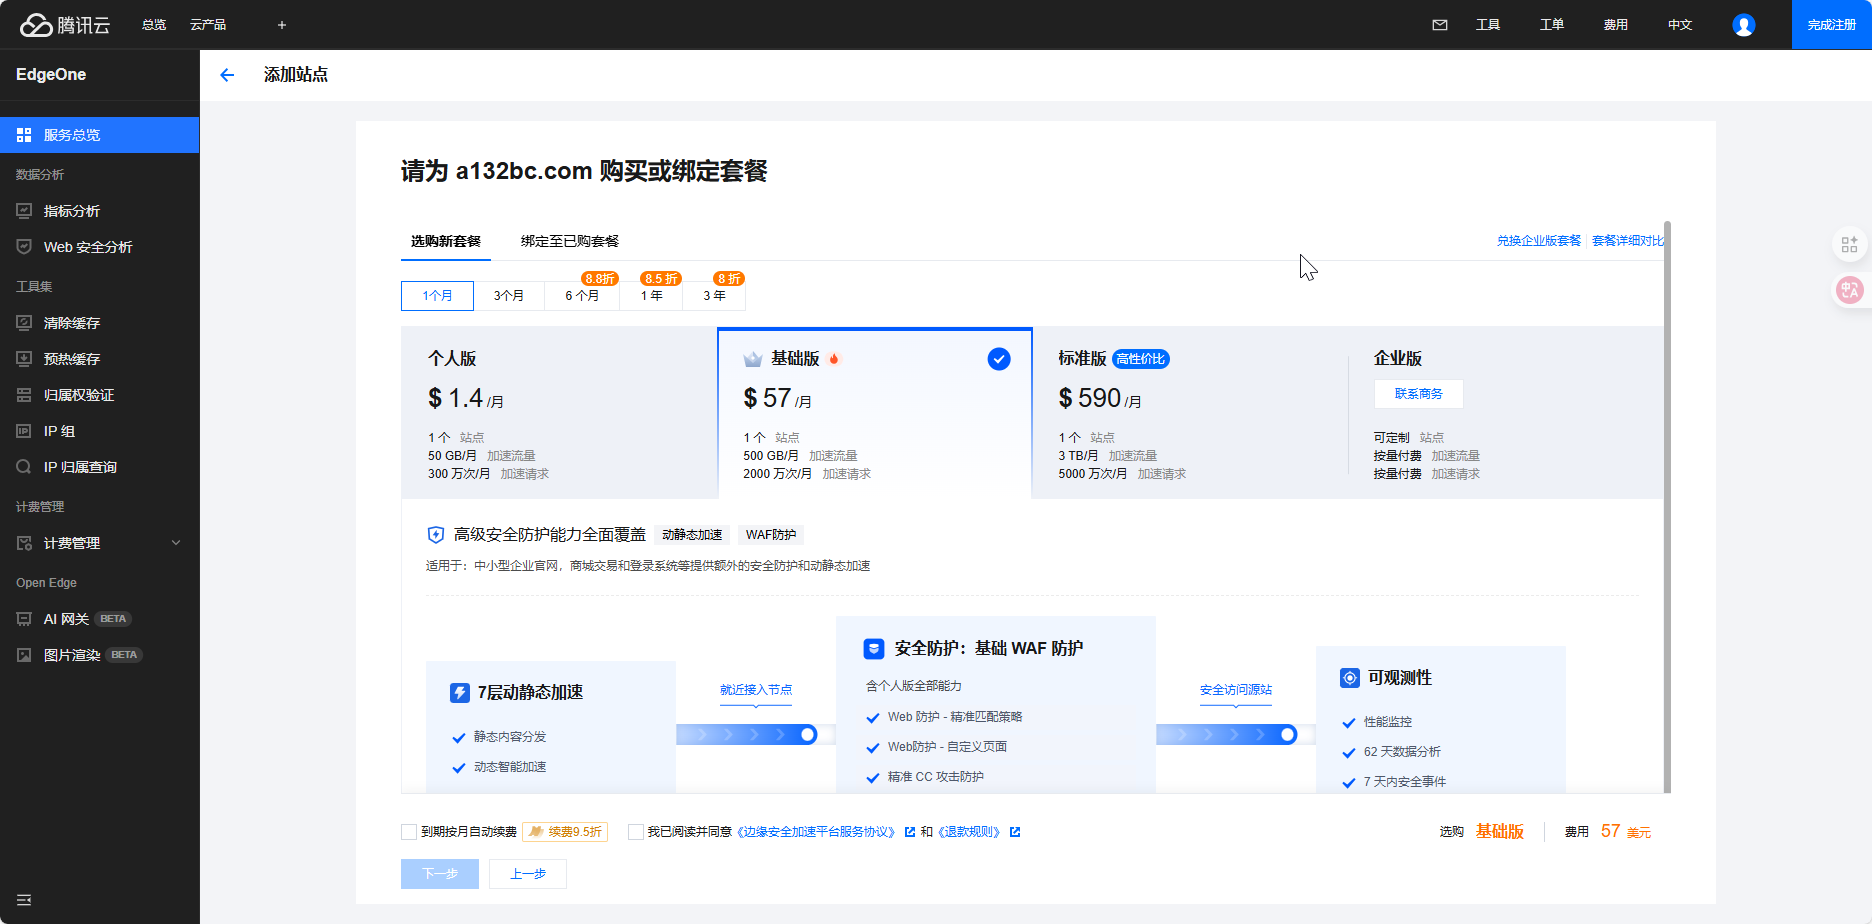 腾讯云
总览
云产品
+
工具
工单
费用
中文
完成注册
EdgeOne
服务总览
数据分析
指标分析
Web 安全分析
工具集
清除缓存
预热缓存
归属权验证
IP 组
IP 归属查询
计费管理
计费管理
Open Edge
AI 网关 BETA
图片渲染 BETA
添加站点
请为 a132bc.com 购买或绑定套餐
选购新套餐
绑定至已购套餐
兑换企业版套餐
套餐详细对比
1个月
3个月
6 个月
8.8折
1 年
8.5 折
3 年
8 折
个人版
$ 1.4 /月
1 个 站点
50 GB/月 加速流量
300 万次/月 加速请求
基础版
$ 57 /月
1 个 站点
500 GB/月 加速流量
2000 万次/月 加速请求
标准版 高性价比
$ 590 /月
1 个 站点
3 TB/月 加速流量
5000 万次/月 加速请求
企业版
联系商务
可定制 站点
按量付费 加速流量
按量付费 加速请求
高级安全防护能力全面覆盖 动静态加速 WAF防护
适用于：中小型企业官网，商城交易和登录系统等提供额外的安全防护和动静态加速
7层动静态加速
静态内容分发
动态智能加速
就近接入节点
安全防护：基础 WAF 防护
含个人版全部能力
Web 防护 - 精准匹配策略
Web防护 - 自定义页面
精准 CC 攻击防护
安全访问源站
可观测性
性能监控
62 天数据分析
7 天内安全事件
到期按月自动续费 续费9.5折
我已阅读并同意《边缘安全加速平台服务协议》 和《退款规则》
选购 基础版 费用 57 美元
下一步
上一步